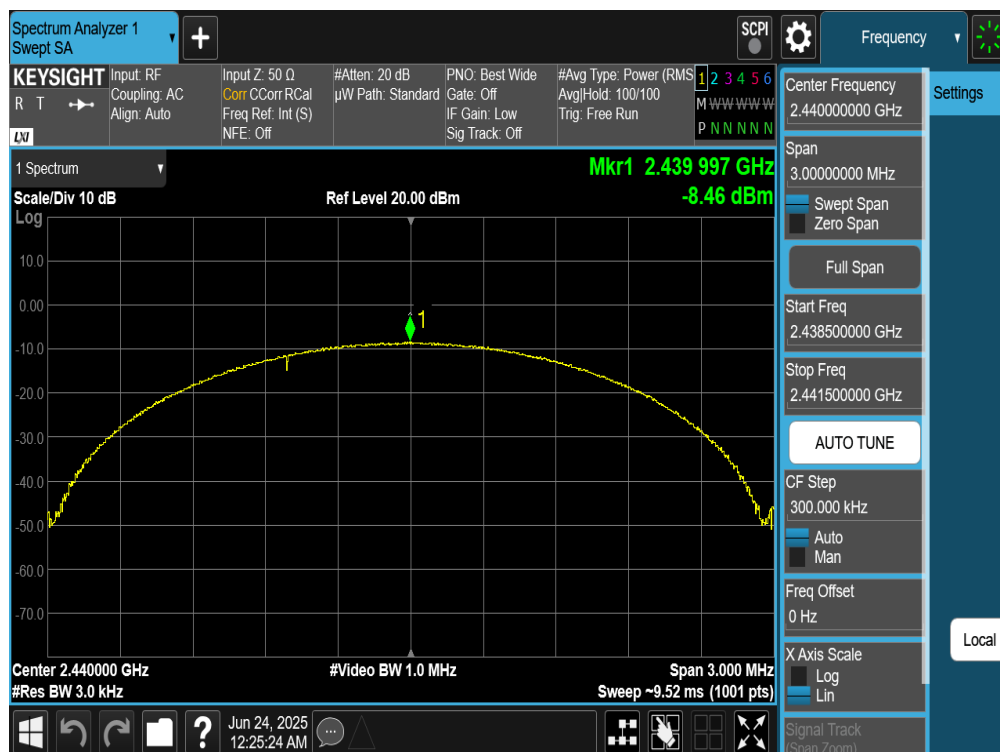 Spectrum Analyzer 1
Swept SA
+
SCPI
Frequency
KEYSIGHT
R T
LXI
Input: RF
Coupling: AC
Align: Auto
Input Z: 50 Ω
Corr CCorr RCal
Freq Ref: Int (S)
NFE: Off
#Atten: 20 dB
µW Path: Standard
PNO: Best Wide
Gate: Off
IF Gain: Low
Sig Track: Off
#Avg Type: Power (RMS
Avg|Hold: 100/100
Trig: Free Run
1 2 3 4 5 6
M W W W W W
P N N N N N
1 Spectrum
Mkr1 2.439 997 GHz
Scale/Div 10 dB
Ref Level 20.00 dBm
-8.46 dBm
Log
10.0
0.00
1
-10.0
-20.0
-30.0
-40.0
-50.0
-60.0
-70.0
Center 2.440000 GHz
#Video BW 1.0 MHz
Span 3.000 MHz
#Res BW 3.0 kHz
Sweep ~9.52 ms (1001 pts)
Center Frequency
2.440000000 GHz
Settings
Span
3.00000000 MHz
Swept Span
Zero Span
Full Span
Start Freq
2.438500000 GHz
Stop Freq
2.441500000 GHz
AUTO TUNE
CF Step
300.000 kHz
Auto
Man
Freq Offset
0 Hz
Local
X Axis Scale
Log
Lin
Signal Track
(Span Zoom)
?
Jun 24, 2025
12:25:24 AM